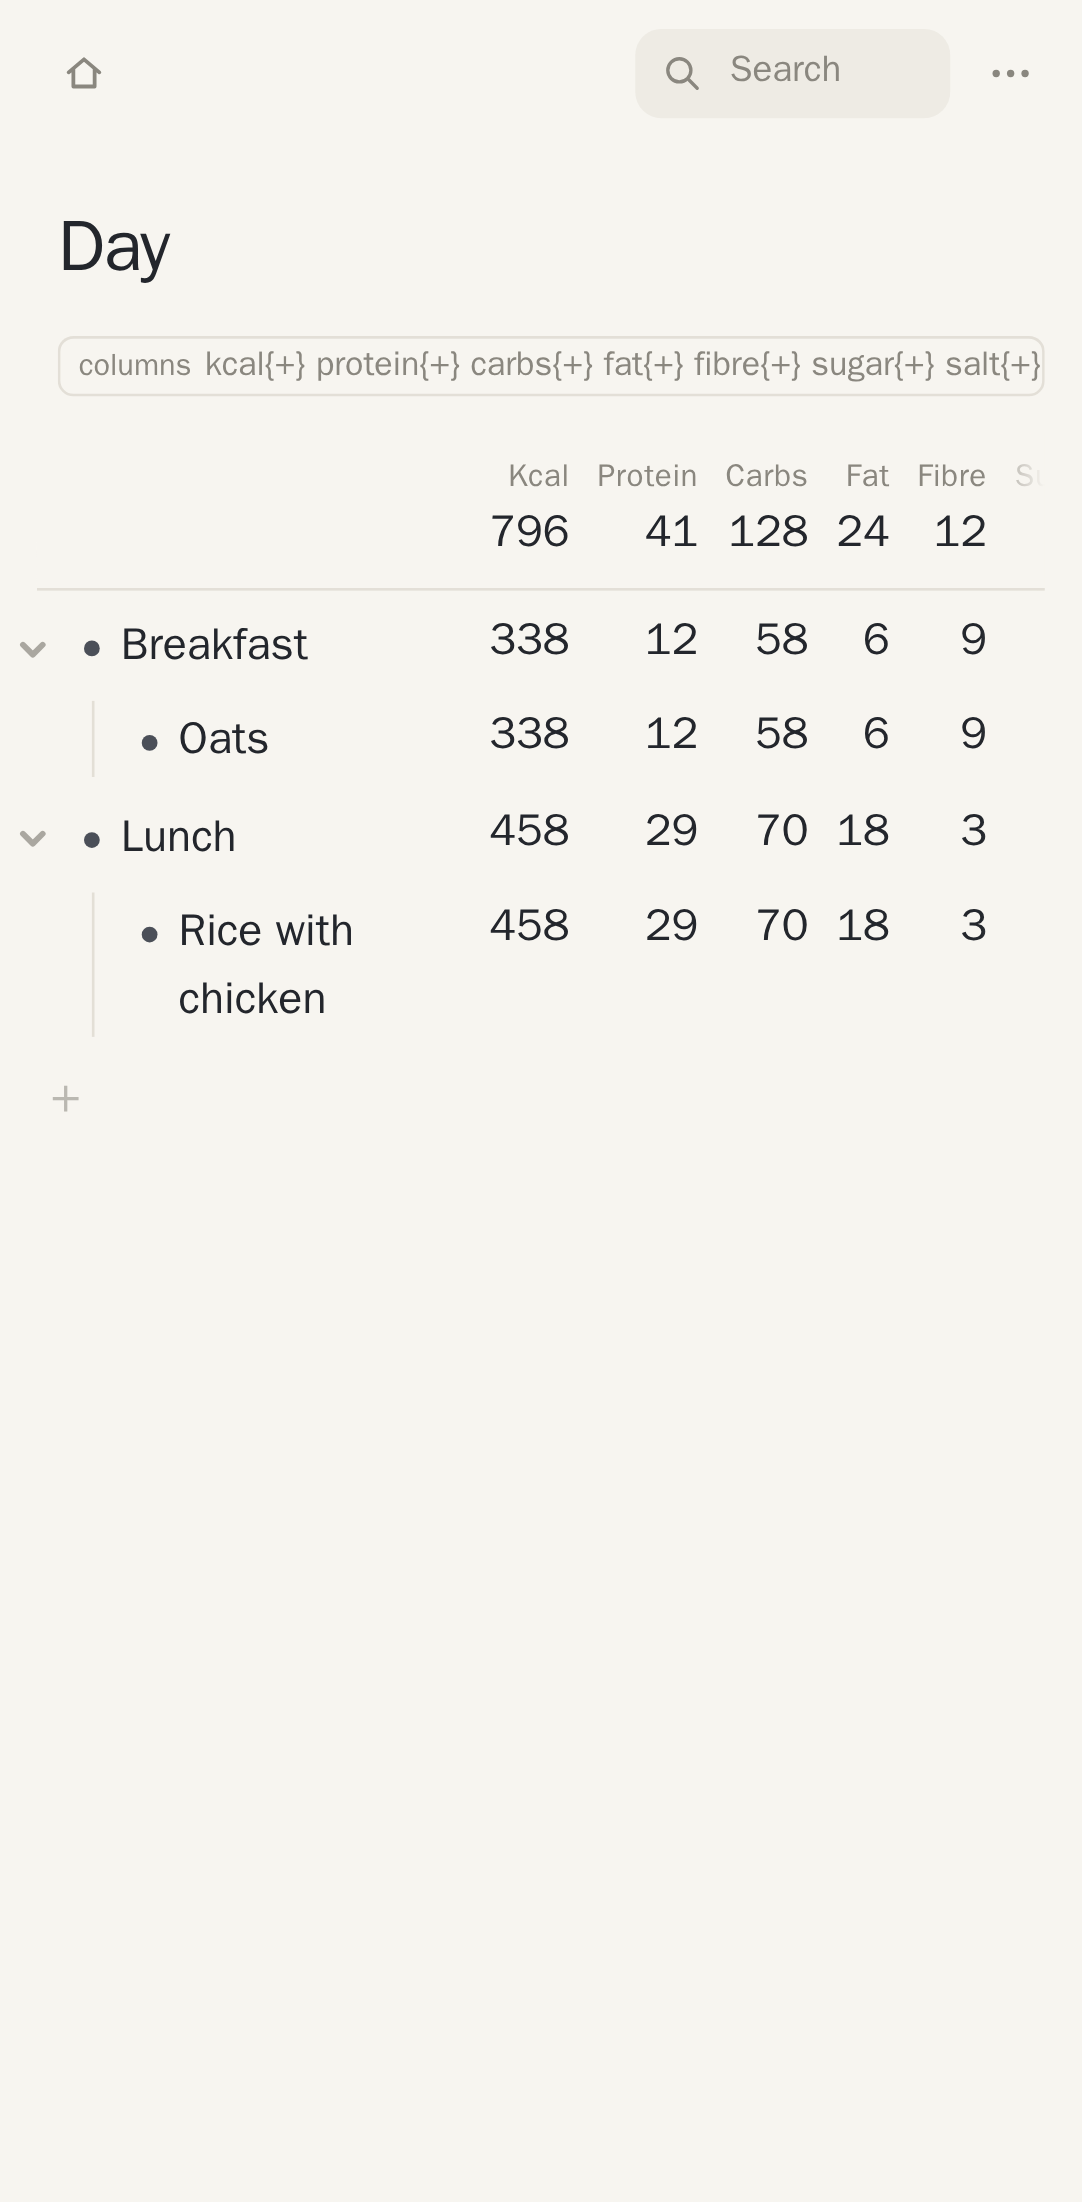 Search
Day
columns kcal{+} protein{+} carbs{+} fat{+} fibre{+} sugar{+} salt{+}
Kcal Protein Carbs Fat Fibre
796 41 128 24 12
Breakfast 338 12 58 6 9
Oats 338 12 58 6 9
Lunch 458 29 70 18 3
Rice with 458 29 70 18 3
chicken